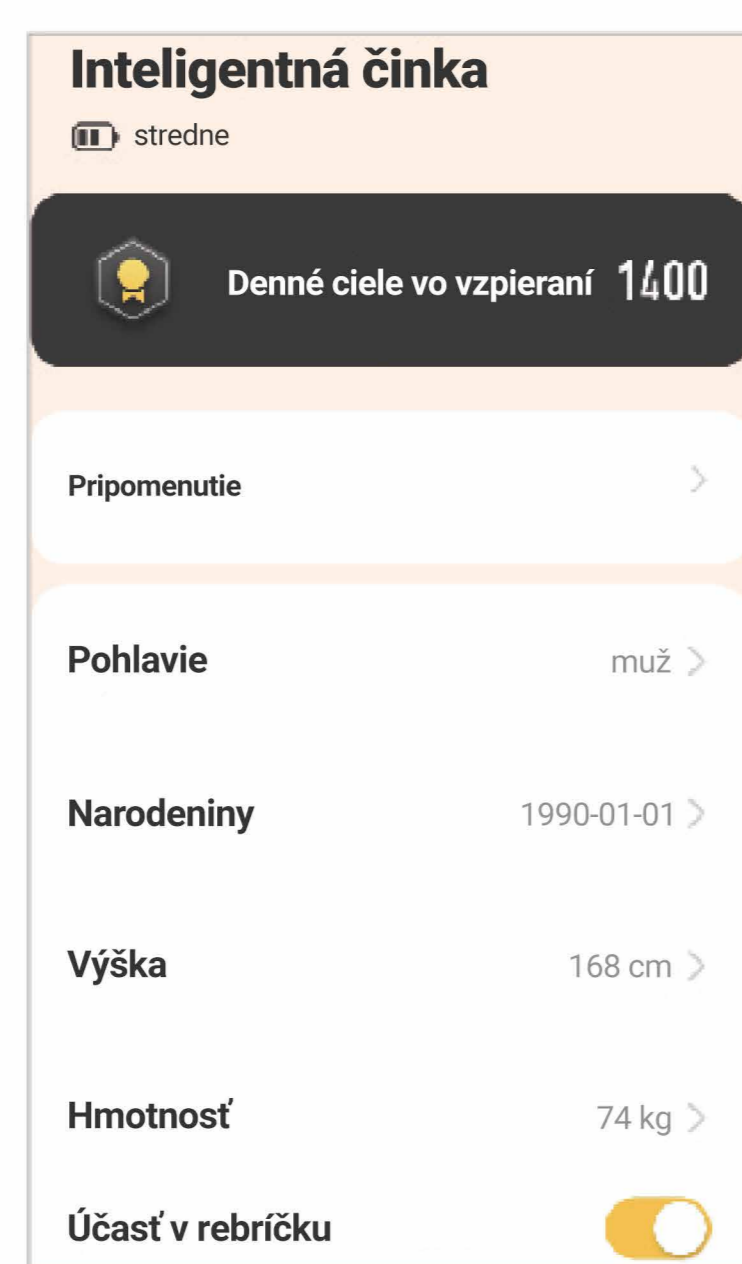 Inteligentná činka
stredne
Denné ciele vo vzpieraní 1400
Pripomenutie
Pohlavie muž
Narodeniny 1990-01-01
Výška 168 cm
Hmotnosť 74 kg
Účasť v rebríčku